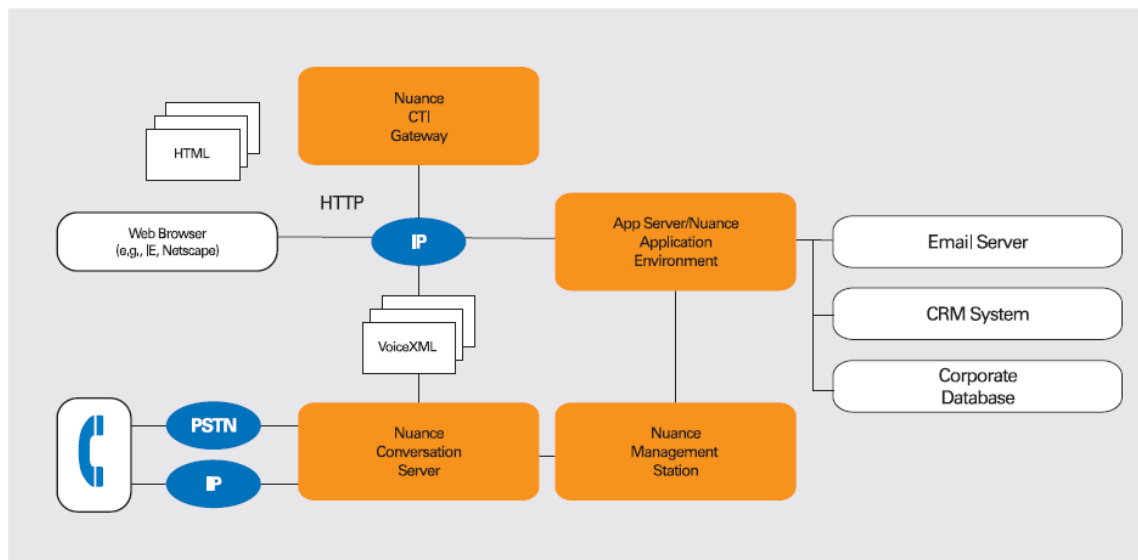 Nuance
CTI
Gateway
HTML
HTTP
Web Browser
(e,g,, IE, Netscape)
IP
App Server/Nuance
Application
Environment
Email Server
CRM System
Corporate
Database
VoiceXML
PSTN
IP
Nuance
Conversation
Server
Nuance
Management
Station